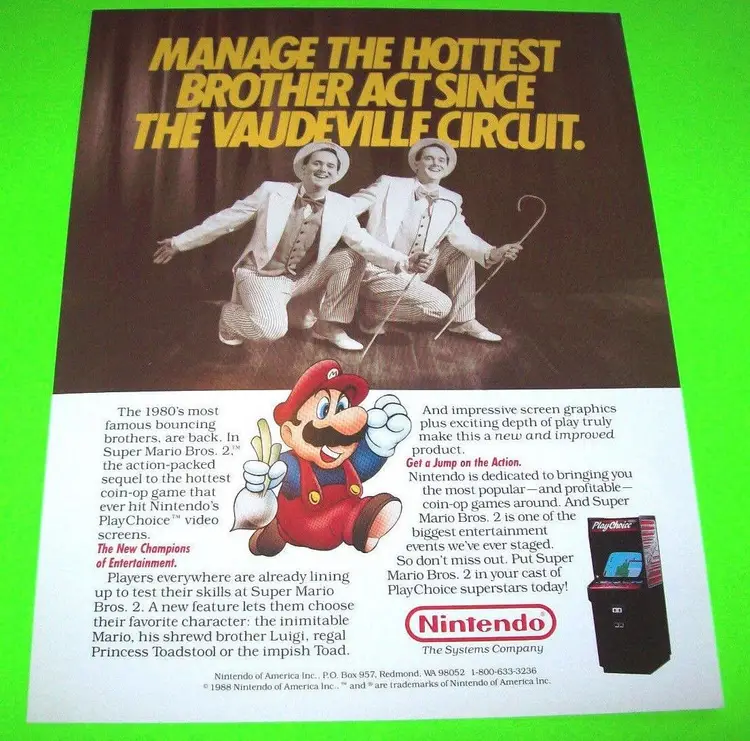 MANAGE THE HOTTEST
BROTHER ACT SINCE
THE VAUDEVILLE CIRCUIT.
The 1980's most
famous bouncing
brothers, are back. In
Super Mario Bros. 2,™
the action-packed
sequel to the hottest
coin-op game that
ever hit Nintendo's
PlayChoice™ video
screens.
The New Champions
of Entertainment.
Players everywhere are already lining
up to test their skills at Super Mario
Bros. 2. A new feature lets them choose
their favorite character: the inimitable
Mario, his shrewd brother Luigi, regal
Princess Toadstool or the impish Toad.
M
And impressive screen graphics
plus exciting depth of play truly
make this a new and improved
product.
Get a Jump on the Action.
Nintendo is dedicated to bringing you
the most popular—and profitable—
coin-op games around. And Super
Mario Bros. 2 is one of the
biggest entertainment
events we've ever staged.
So don't miss out. Put Super
Mario Bros. 2 in your cast of
PlayChoice superstars today!
PlayChoice
Nintendo®
The Systems Company
Nintendo of America Inc., P.O. Box 957, Redmond, WA 98052 1-800-633-3236
© 1988 Nintendo of America Inc., ™ and ® are trademarks of Nintendo of America Inc.